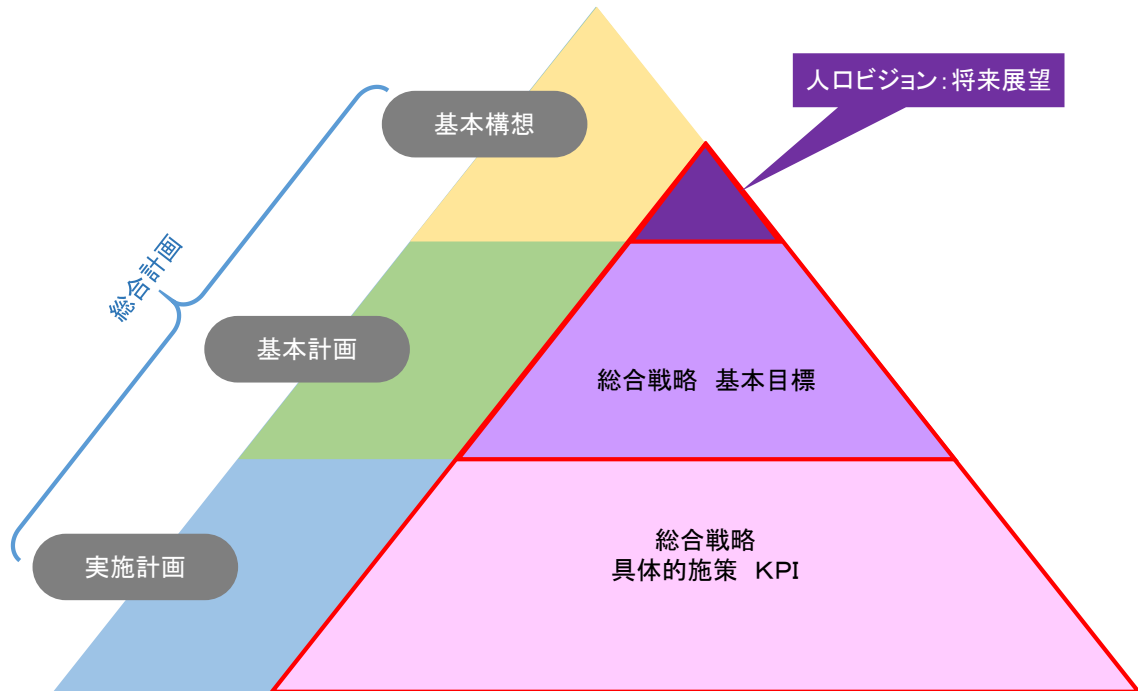 人口ビジョン：将来展望
基本構想
総合計画
基本計画
総合戦略　基本目標
総合戦略
具体的施策　KPI
実施計画